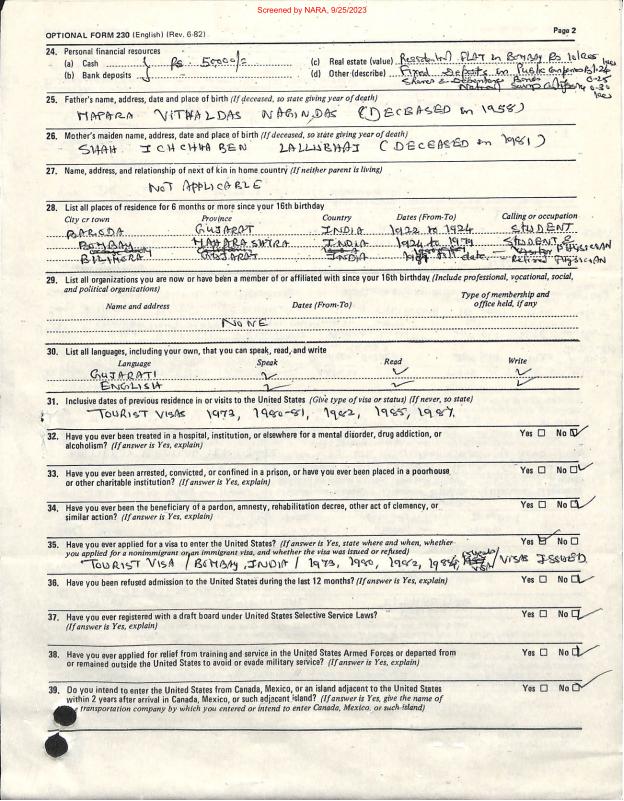 Screened by NARA, 9/25/2023
OPTIONAL FORM 230 (English) (Rev. 6-82) Page 2
24. Personal financial resources
(a) Cash } Rs. 50000/= (c) Real estate (value) Residential FLAT in BOMBAY Rs 10 lacs
(b) Bank deposits (d) Other (describe) Fixed Deposits in Public Companies 1.24 lacs
Shares & Debentures Bonds 0.25
National Savings 0.30 lacs
25. Father's name, address, date and place of birth (If deceased, so state giving year of death)
MAPARA VITHALDAS NAGINDAS (DECEASED in 1958)
26. Mother's maiden name, address, date and place of birth (If deceased, so state giving year of death)
SHAH ICHCHHABEN LALLUBHAI (DECEASED in 1981)
27. Name, address, and relationship of next of kin in home country (If neither parent is living)
NOT APPLICABLE
28. List all places of residence for 6 months or more since your 16th birthday
City or town Province Country Dates (From-To) Calling or occupation
BARODA GUJARAT INDIA 1922 to 1924 STUDENT
BOMBAY MAHARASHTRA INDIA 1924 to 1979 STUDENT & PHYSICIAN
BILIMORA GUJARAT INDIA till date. Retired PHYSICIAN
29. List all organizations you are now or have been a member of or affiliated with since your 16th birthday (Include professional, vocational, social,
and political organizations)
Name and address Dates (From-To) Type of membership and
office held, if any
NONE
30. List all languages, including your own, that you can speak, read, and write
Language Speak Read Write
GUJARATI ✓ ✓ ✓
ENGLISH ✓ ✓ ✓
31. Inclusive dates of previous residence in or visits to the United States (Give type of visa or status) (If never, so state)
TOURIST VISAS 1973, 1980-81, 1982, 1985, 1987.
32. Have you ever been treated in a hospital, institution, or elsewhere for a mental disorder, drug addiction, or Yes ☐ No ☑
alcoholism? (If answer is Yes, explain)
33. Have you ever been arrested, convicted, or confined in a prison, or have you ever been placed in a poorhouse Yes ☐ No ☑
or other charitable institution? (If answer is Yes, explain)
34. Have you ever been the beneficiary of a pardon, amnesty, rehabilitation decree, other act of clemency, or Yes ☐ No ☑
similar action? (If answer is Yes, explain)
35. Have you ever applied for a visa to enter the United States? (If answer is Yes, state where and when, whether Yes ☑ No ☐
you applied for a nonimmigrant or an immigrant visa, and whether the visa was issued or refused)
TOURIST VISA / BOMBAY, INDIA / 1973, 1980, 1982, / VISAS ISSUED
36. Have you been refused admission to the United States during the last 12 months? (If answer is Yes, explain) Yes ☐ No ☑
37. Have you ever registered with a draft board under United States Selective Service Laws? Yes ☐ No ☑
(If answer is Yes, explain)
38. Have you ever applied for relief from training and service in the United States Armed Forces or departed from Yes ☐ No ☑
or remained outside the United States to avoid or evade military service? (If answer is Yes, explain)
39. Do you intend to enter the United States from Canada, Mexico, or an island adjacent to the United States Yes ☐ No ☑
within 2 years after arrival in Canada, Mexico, or such adjacent island? (If answer is Yes, give the name of
transportation company by which you entered or intend to enter Canada, Mexico, or such island)